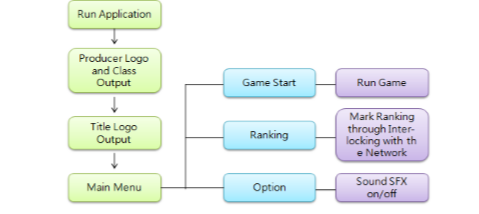 Run Application
Producer Logo
and Class
Output
Title Logo
Output
Main Menu
Game Start
Run Game
Ranking
Mark Ranking
through Inter-
locking with th
e Network
Option
Sound SFX
on/off